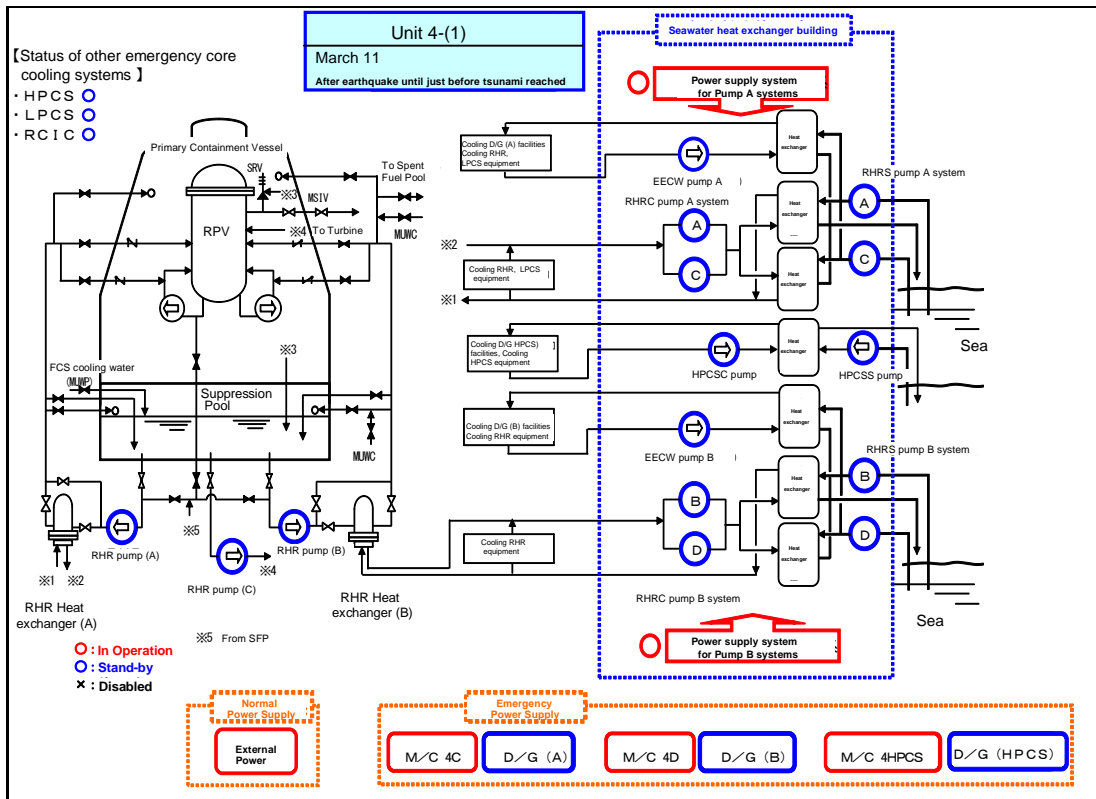 Unit 4-(1)
March 11
After earthquake until just before tsunami reached
【Status of other emergency core
cooling systems 】
・HPCS ○
・LPCS ○
・RCIC ○
Seawater heat exchanger building
Power supply system
for Pump A systems
Primary Containment Vessel
SRV
※3
MSIV
RPV
※4 To Turbine
To Spent
Fuel Pool
MUWC
Cooling D/G (A) facilities
Cooling RHR,
LPCS equipment
EECW pump A )
Heat
exchanger
RHRS pump A system
RHRC pump A system
A
C
Heat
exchanger
A
※2
Cooling RHR, LPCS
equipment
※1
Heat
exchanger
C
Sea
Cooling D/G HPCS)
facilities, Cooling
HPCS equipment
HPCSC pump
Heat
exchanger
HPCSS pump
※3
FCS cooling water
(MUWP)
Suppression
Pool
MUWC
Cooling D/G (B) facilities
Cooling RHR equipment
EECW pump B )
Heat
exchanger
RHRS pump B system
B
D
Heat
exchanger
B
Cooling RHR
equipment
Heat
exchanger
D
RHRC pump B system
Sea
※5
RHR pump (A)
RHR pump (B)
RHR pump (C)
※4
※1 ※2
RHR Heat
exchanger (A)
RHR Heat
exchanger (B)
※5 From SFP
○ : In Operation
○ : Stand-by
× : Disabled
Power supply system
for Pump B systems
Normal
Power Supply
External
Power
Emergency
Power Supply
M/C 4C
D/G (A)
M/C 4D
D/G (B)
M/C 4HPCS
D/G (HPCS)